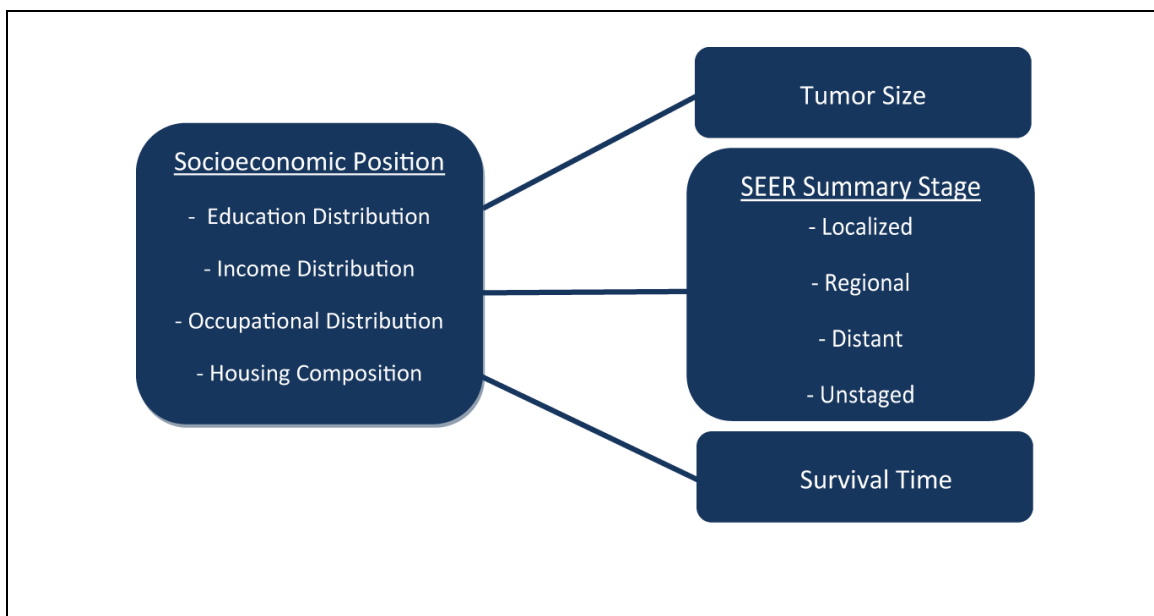 Socioeconomic Position
- Education Distribution
- Income Distribution
- Occupational Distribution
- Housing Composition
Tumor Size
SEER Summary Stage
- Localized
- Regional
- Distant
- Unstaged
Survival Time